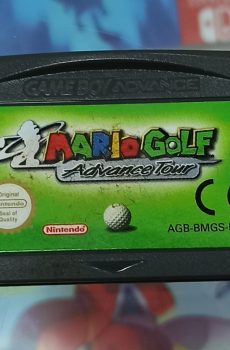 GAME BOY ADVANCE
MARIO GOLF
Advance Tour
Original
Nintendo
Seal of
Quality
Nintendo
CE
AGB-BMGS-